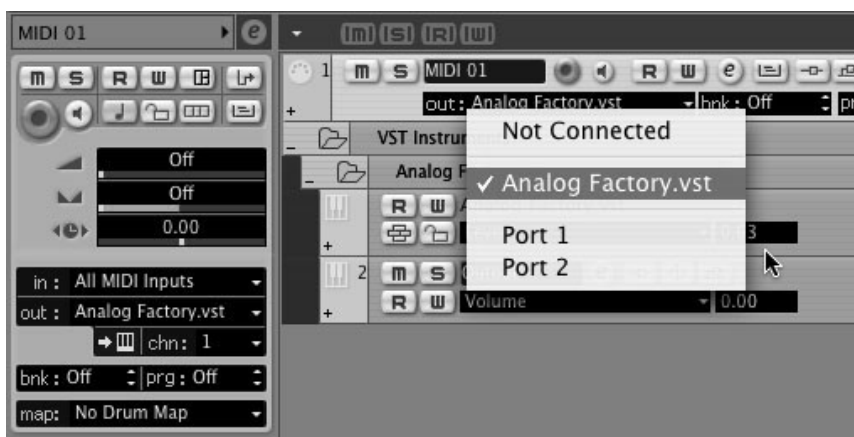 MIDI 01 e
m S R W
in : All MIDI Inputs
out : Analog Factory.vst
chn : 1
bnk : Off prg : Off
map: No Drum Map
Off
Off
0.00
m S R W
1 m S MIDI 01 R W e
out : Analog Factory.vst bnk : Off
VST Instru
Analog F
R W
2 m S
R W Volume 0.00
Not Connected
✓ Analog Factory.vst
Port 1
Port 2